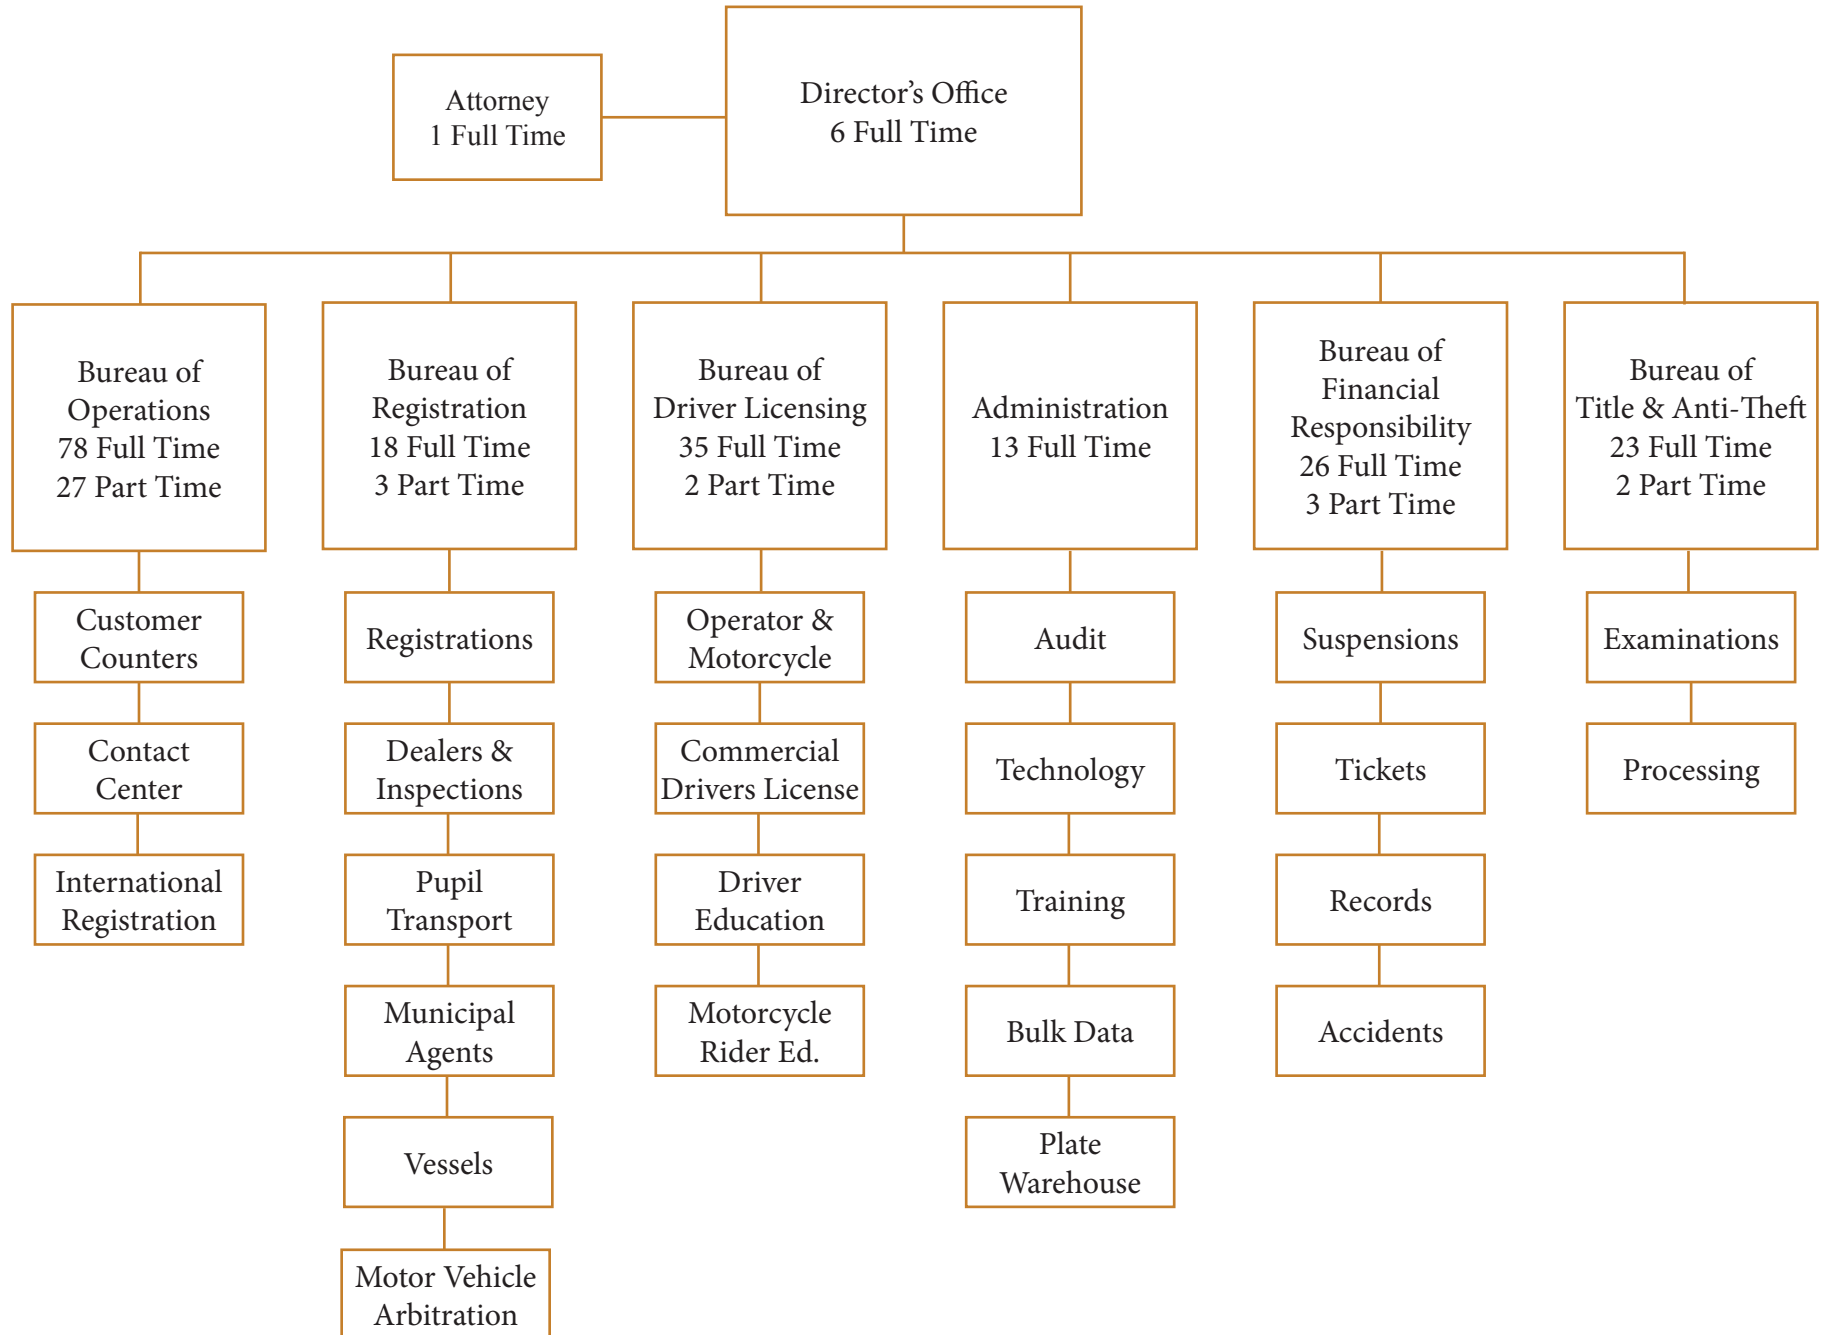 Attorney
1 Full Time
Director’s Office
6 Full Time
Bureau of
Operations
78 Full Time
27 Part Time
Bureau of
Registration
18 Full Time
3 Part Time
Bureau of
Driver Licensing
35 Full Time
2 Part Time
Administration
13 Full Time
Bureau of
Financial
Responsibility
26 Full Time
3 Part Time
Bureau of
Title & Anti-Theft
23 Full Time
2 Part Time
Customer
Counters
Contact
Center
International
Registration
Registrations
Dealers &
Inspections
Pupil
Transport
Municipal
Agents
Vessels
Motor Vehicle
Arbitration
Operator &
Motorcycle
Commercial
Drivers License
Driver
Education
Motorcycle
Rider Ed.
Audit
Technology
Training
Bulk Data
Plate
Warehouse
Suspensions
Tickets
Records
Accidents
Examinations
Processing